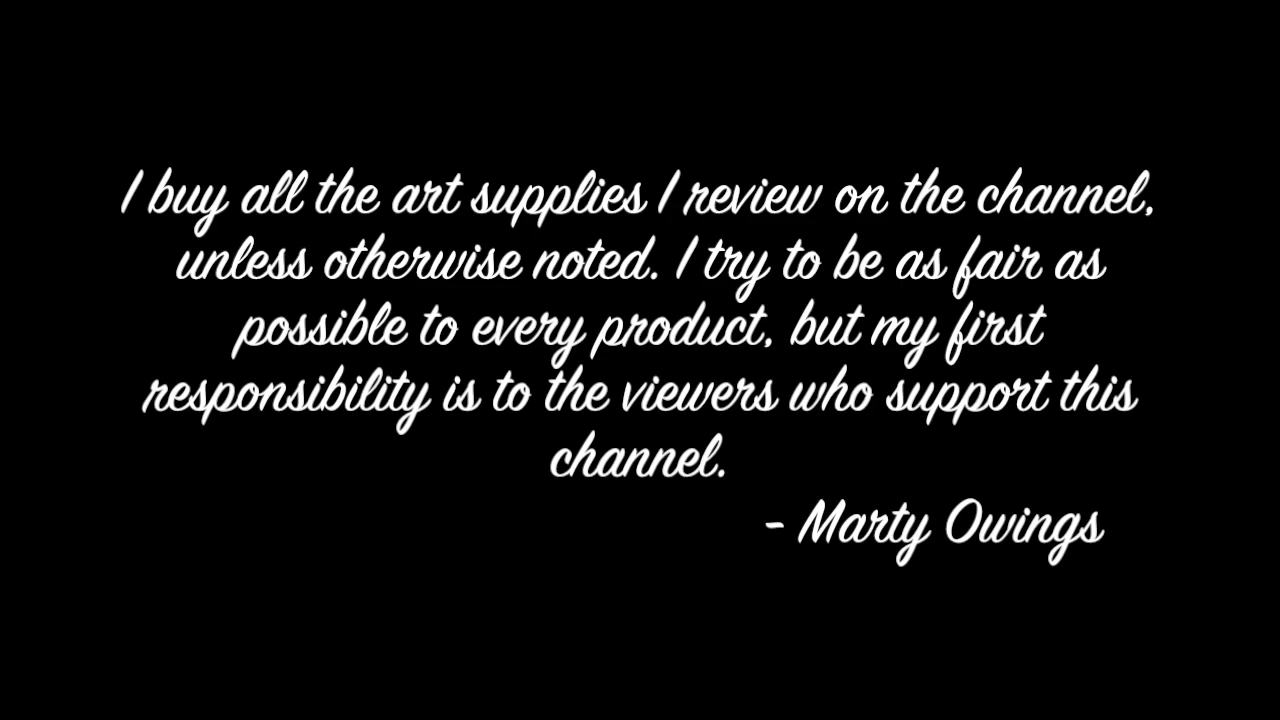 I buy all the art supplies I review on the channel,
unless otherwise noted. I try to be as fair as
possible to every product, but my first
responsibility is to the viewers who support this
channel.
- Marty Owings